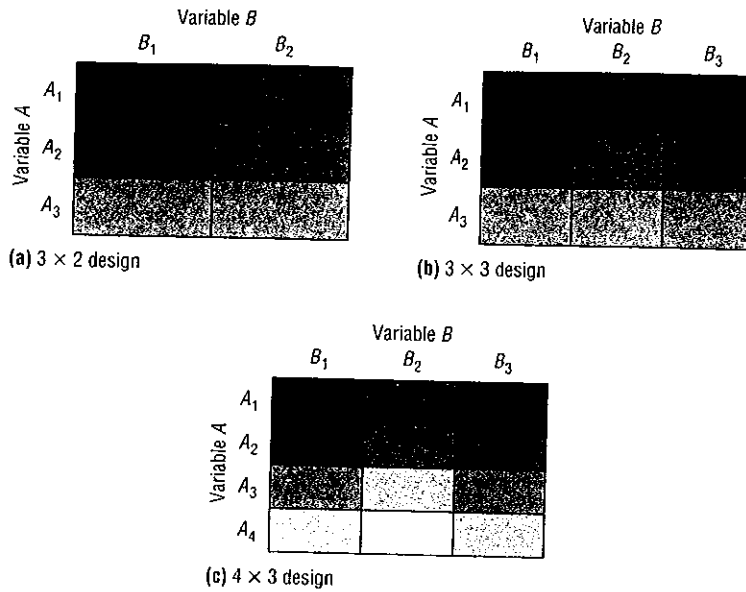 Variable B
B₁ B₂
Variable A
A₁
A₂
A₃
(a) 3 × 2 design
Variable B
B₁ B₂ B₃
Variable A
A₁
A₂
A₃
(b) 3 × 3 design
Variable B
B₁ B₂ B₃
Variable A
A₁
A₂
A₃
A₄
(c) 4 × 3 design